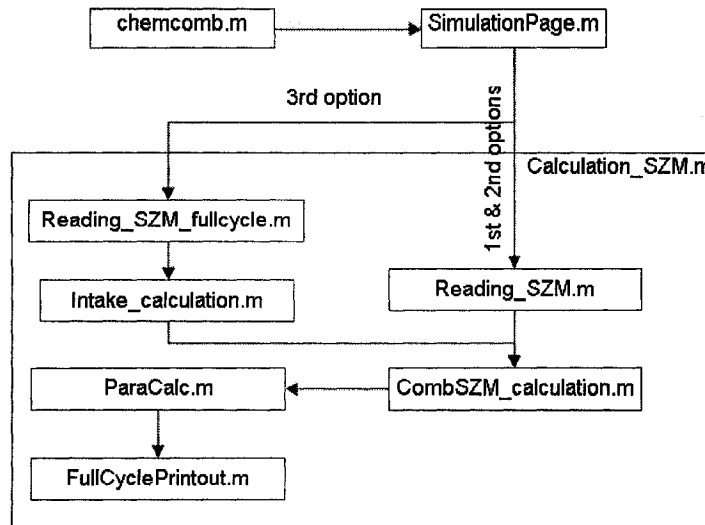 chemcomb.m
SimulationPage.m
3rd option
1st & 2nd options
Calculation_SZM.m
Reading_SZM_fullcycle.m
Intake_calculation.m
Reading_SZM.m
ParaCalc.m
CombSZM_calculation.m
FullCyclePrintout.m